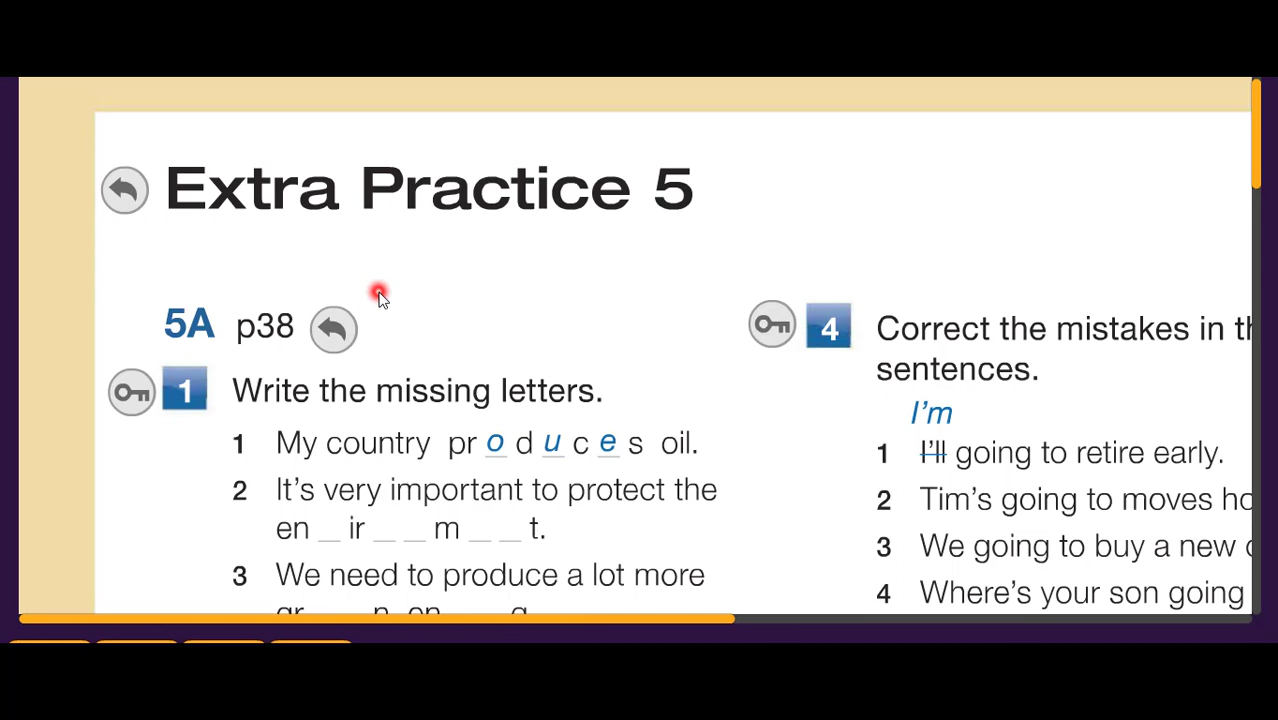 Extra Practice 5
5A p38
1 Write the missing letters.
1 My country pr o d u c e s oil.
2 It's very important to protect the
en _ ir _ _ m _ _ t.
3 We need to produce a lot more
4 Correct the mistakes in th
sentences.
I'm
1 I'll going to retire early.
2 Tim's going to moves ho
3 We going to buy a new
4 Where's your son going